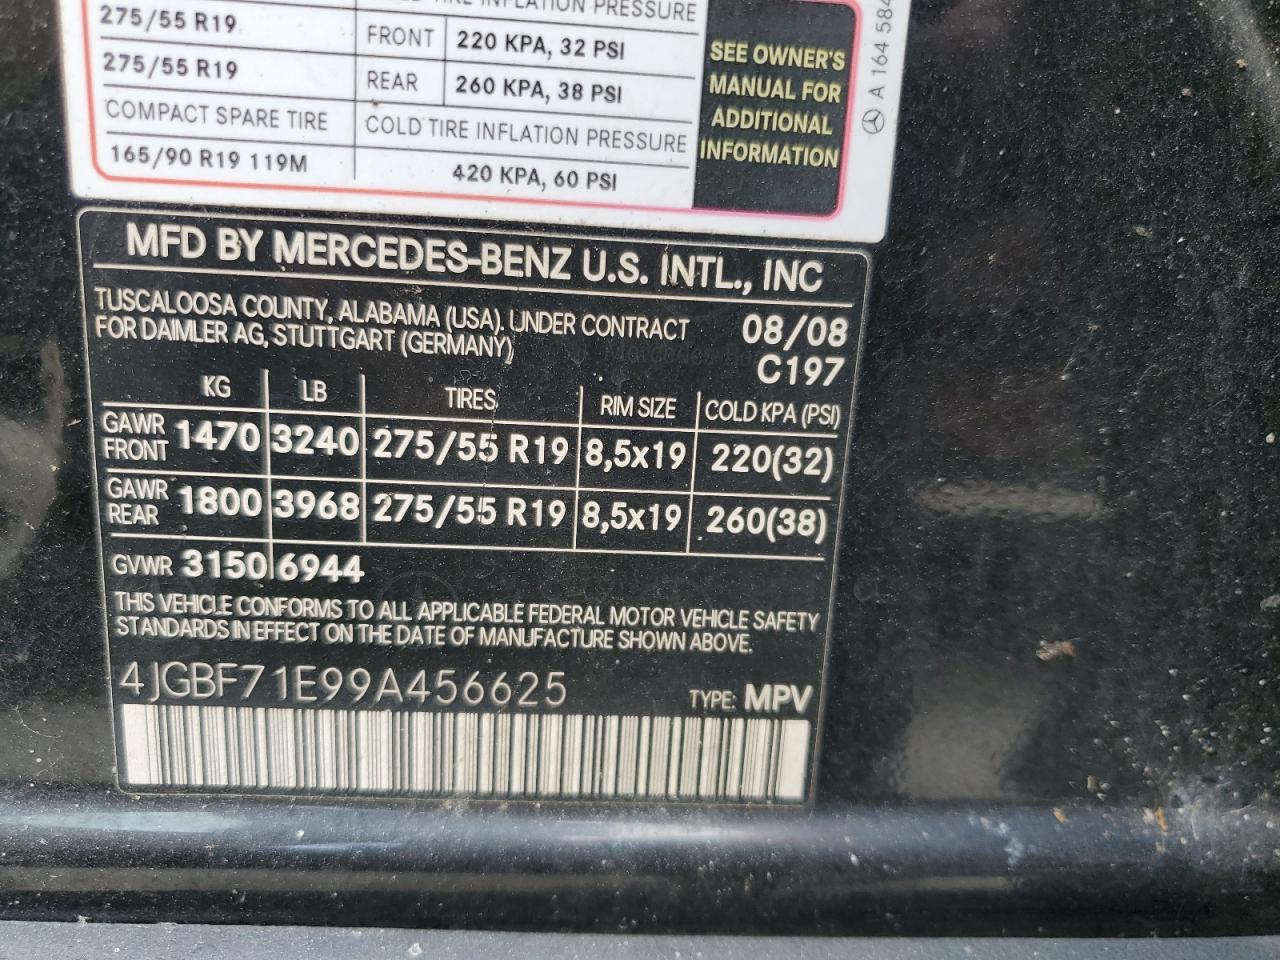 TIRE INFLATION PRESSURE
275/55 R19 FRONT 220 KPA, 32 PSI
275/55 R19 REAR 260 KPA, 38 PSI
COMPACT SPARE TIRE COLD TIRE INFLATION PRESSURE
165/90 R19 119M 420 KPA, 60 PSI
SEE OWNER'S
MANUAL FOR
ADDITIONAL
INFORMATION
A 164 584
MFD BY MERCEDES-BENZ U.S. INTL., INC
TUSCALOOSA COUNTY, ALABAMA (USA). UNDER CONTRACT 08/08
FOR DAIMLER AG, STUTTGART (GERMANY) C197
KG LB TIRES RIM SIZE COLD KPA (PSI)
GAWR FRONT 1470 3240 275/55 R19 8,5x19 220(32)
GAWR REAR 1800 3968 275/55 R19 8,5x19 260(38)
GVWR 3150 6944
THIS VEHICLE CONFORMS TO ALL APPLICABLE FEDERAL MOTOR VEHICLE SAFETY
STANDARDS IN EFFECT ON THE DATE OF MANUFACTURE SHOWN ABOVE.
4JGBF71E99A456625 TYPE: MPV